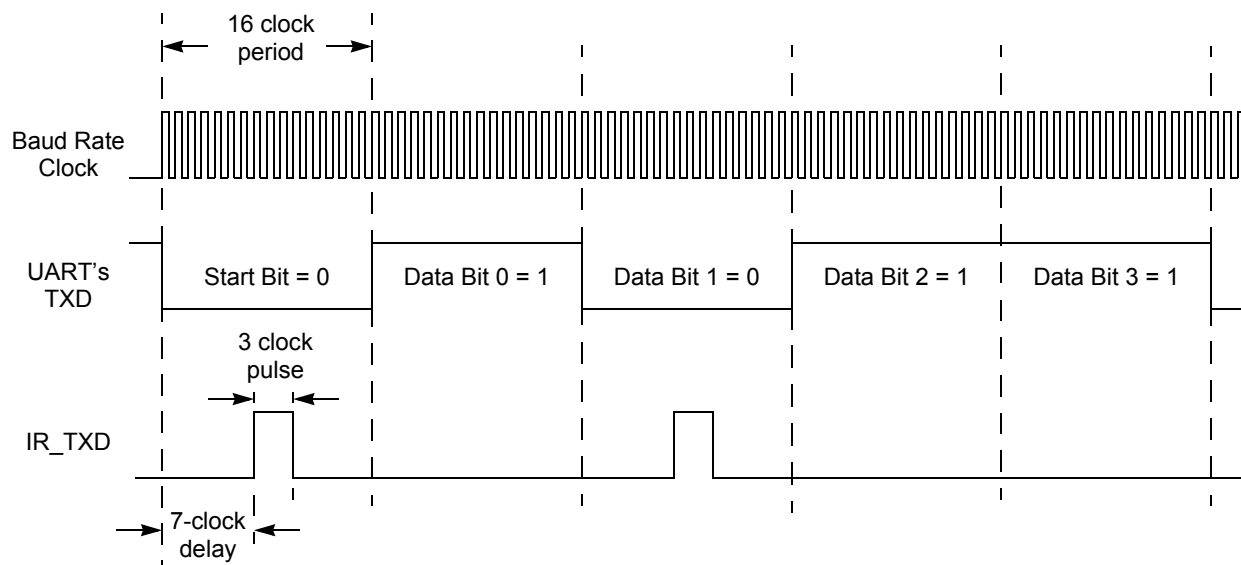 16 clock
period
Baud Rate
Clock
UART's
TXD
Start Bit = 0
Data Bit 0 = 1
Data Bit 1 = 0
Data Bit 2 = 1
Data Bit 3 = 1
3 clock
pulse
IR_TXD
7-clock
delay